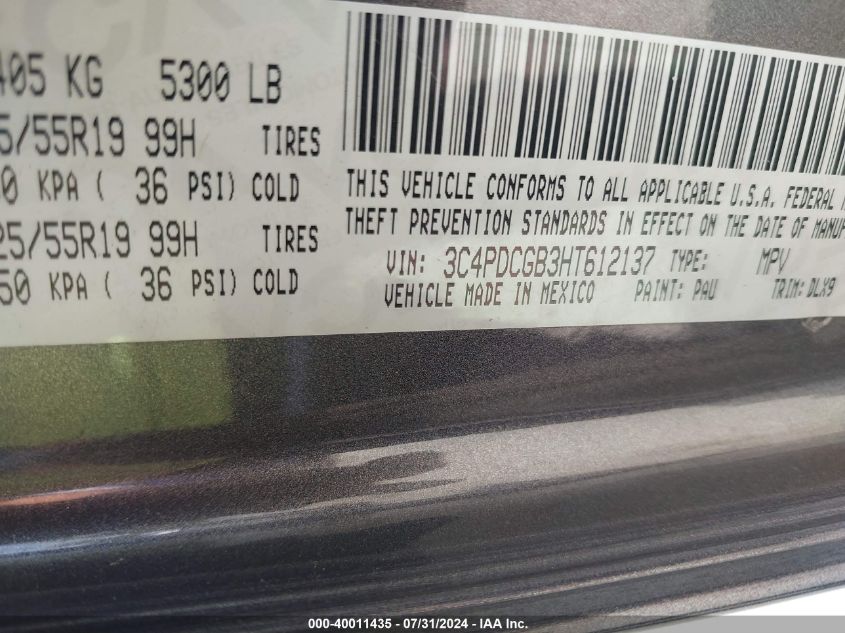 405 KG 5300 LB
5/55R19 99H TIRES
0 KPA ( 36 PSI) COLD
25/55R19 99H TIRES
50 KPA ( 36 PSI) COLD
THIS VEHICLE CONFORMS TO ALL APPLICABLE U.S.A. FEDERAL
THEFT PREVENTION STANDARDS IN EFFECT ON THE DATE OF MANUF
VIN: 3C4PDCGB3HT612137 TYPE: MPV
VEHICLE MADE IN MEXICO PAINT: PAU TRIM: DLX9
000-40011435 - 07/31/2024 - IAA Inc.